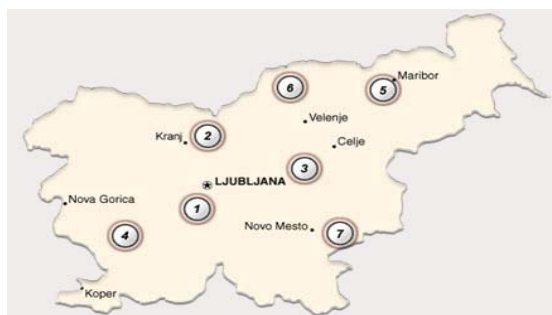 Maribor
6
5
Velenje
2
Kranj
Celje
3
LJUBLJANA
Nova Gorica
1
Novo Mesto
7
4
Koper